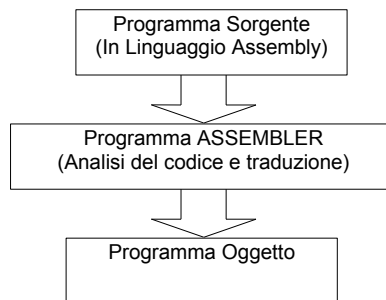 Programma Sorgente
(In Linguaggio Assembly)
Programma ASSEMBLER
(Analisi del codice e traduzione)
Programma Oggetto